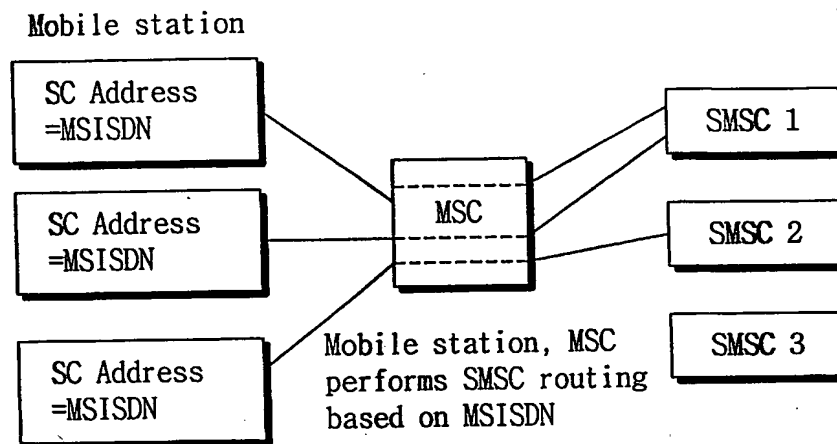 Mobile station
SC Address
=MSISDN
SC Address
=MSISDN
SC Address
=MSISDN
MSC
SMSC 1
SMSC 2
SMSC 3
Mobile station, MSC
performs SMSC routing
based on MSISDN